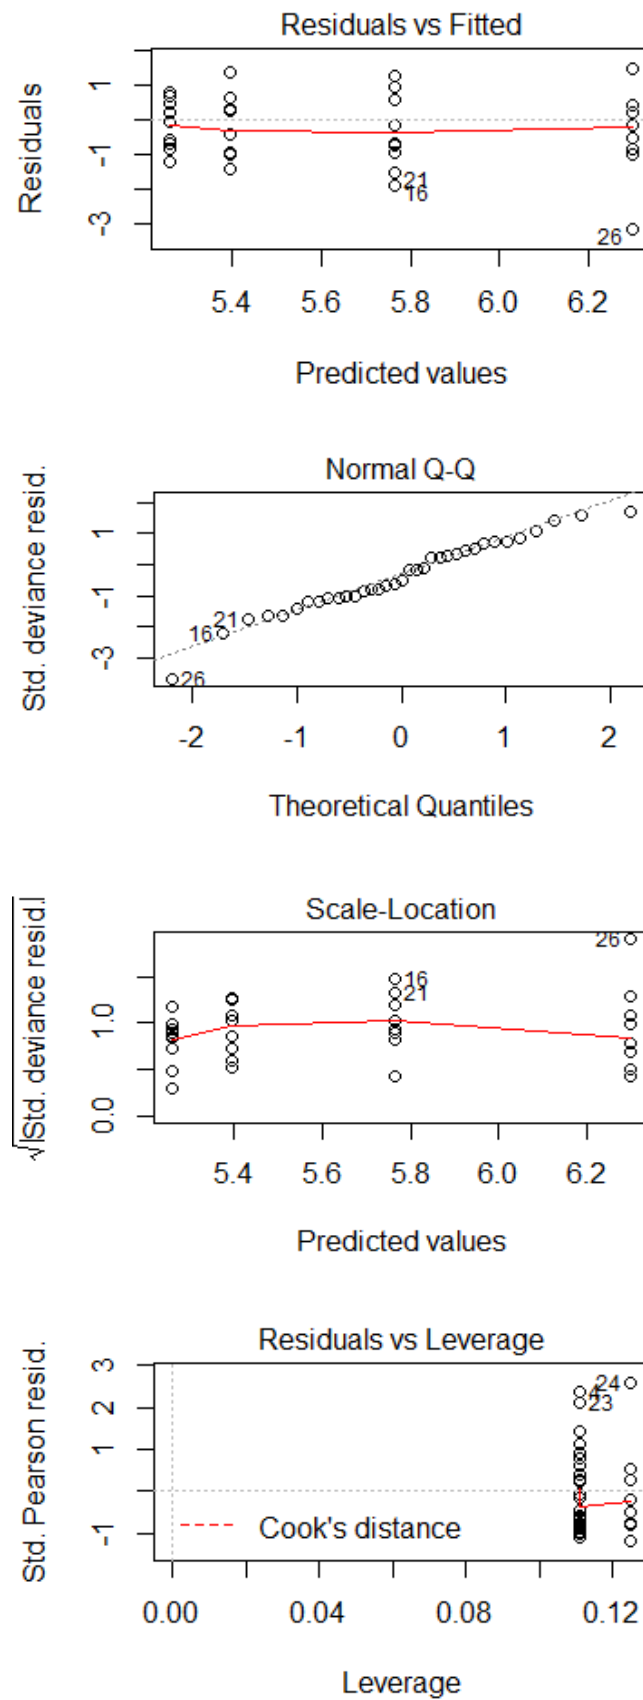 Residuals vs Fitted
Residuals
1
-1
-3
21
16
26
5.4 5.6 5.8 6.0 6.2
Predicted values
Normal Q-Q
Std. deviance resid.
1
-1
-3
21
16
26
-2 -1 0 1 2
Theoretical Quantiles
Scale-Location
√|Std. deviance resid.|
1.0
0.0
26
16
21
5.4 5.6 5.8 6.0 6.2
Predicted values
Residuals vs Leverage
Std. Pearson resid.
3
2
1
-1
24
4
23
Cook's distance
0.00 0.04 0.08 0.12
Leverage